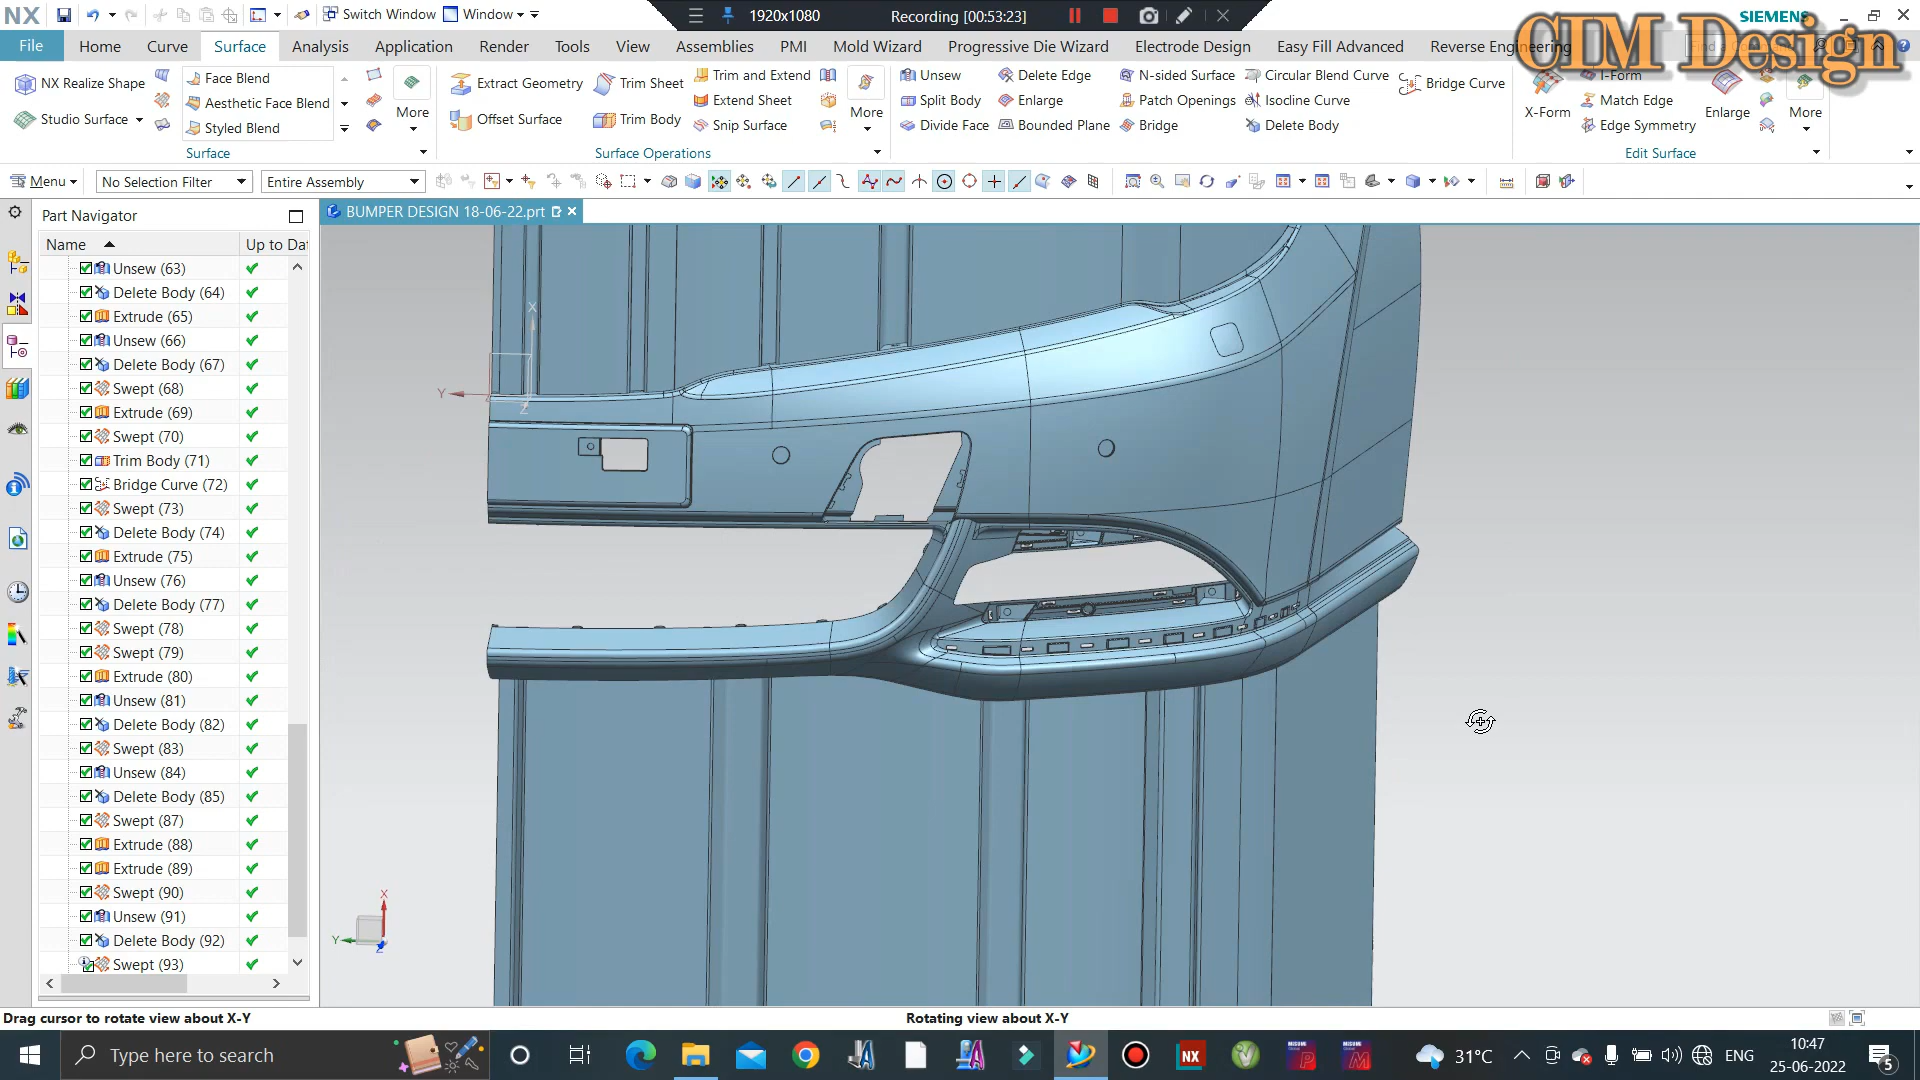 NX
Switch Window
Window
1920x1080
Recording [00:53:23]
SIEMENS
CIM Design
File
Home
Curve
Surface
Analysis
Application
Render
Tools
View
Assemblies
PMI
Mold Wizard
Progressive Die Wizard
Electrode Design
Easy Fill Advanced
Reverse Engineering
NX Realize Shape
Studio Surface
Face Blend
Aesthetic Face Blend
Styled Blend
More
Surface
Extract Geometry
Offset Surface
Trim Sheet
Trim Body
Trim and Extend
Extend Sheet
Snip Surface
More
Unsew
Split Body
Divide Face
Delete Edge
Enlarge
Bounded Plane
N-sided Surface
Patch Openings
Bridge
Circular Blend Curve
Isocline Curve
Delete Body
Bridge Curve
Surface Operations
X-Form
I-Form
Match Edge
Edge Symmetry
Enlarge
More
Edit Surface
Menu
No Selection Filter
Entire Assembly
Part Navigator
BUMPER DESIGN 18-06-22.prt
Name
Up to Dat
Unsew (63)
Delete Body (64)
Extrude (65)
Unsew (66)
Delete Body (67)
Swept (68)
Extrude (69)
Swept (70)
Trim Body (71)
Bridge Curve (72)
Swept (73)
Delete Body (74)
Extrude (75)
Unsew (76)
Delete Body (77)
Swept (78)
Swept (79)
Extrude (80)
Unsew (81)
Delete Body (82)
Swept (83)
Unsew (84)
Delete Body (85)
Swept (87)
Extrude (88)
Extrude (89)
Swept (90)
Unsew (91)
Delete Body (92)
Swept (93)
X
Y
Z
X
Y
Z
Drag cursor to rotate view about X-Y
Rotating view about X-Y
Type here to search
NX
31°C
ENG
10:47
25-06-2022
5